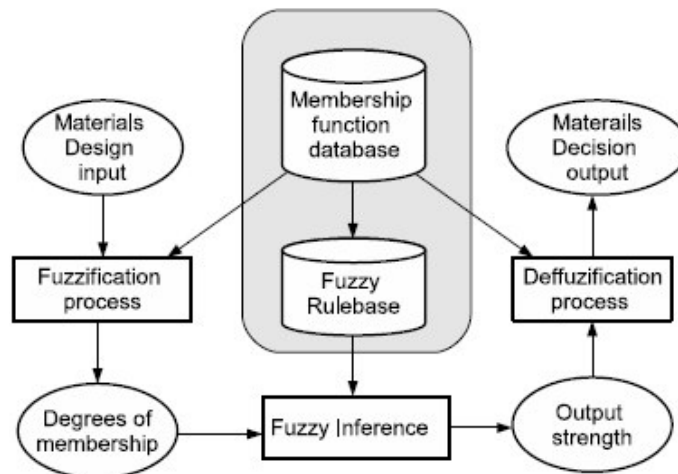 Membership
function
database
Materials
Design
input
Materails
Decision
output
Fuzzification
process
Fuzzy
Rulebase
Deffuzification
process
Degrees of
membership
Fuzzy Inference
Output
strength